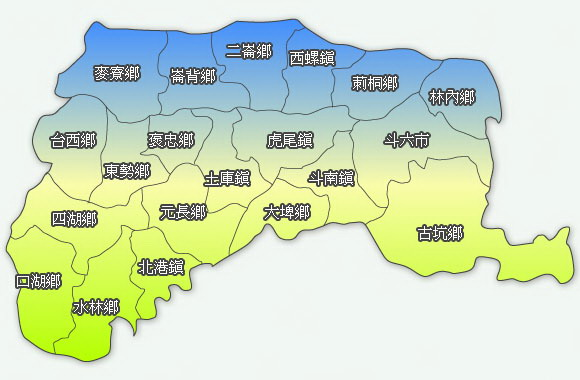 二崙鄉
西螺鎮
麥寮鄉
崙背鄉
莿桐鄉
林內鄉
台西鄉
褒忠鄉
虎尾鎮
斗六市
東勢鄉
土庫鎮
斗南鎮
四湖鄉
元長鄉
大埤鄉
古坑鄉
北港鎮
口湖鄉
水林鄉